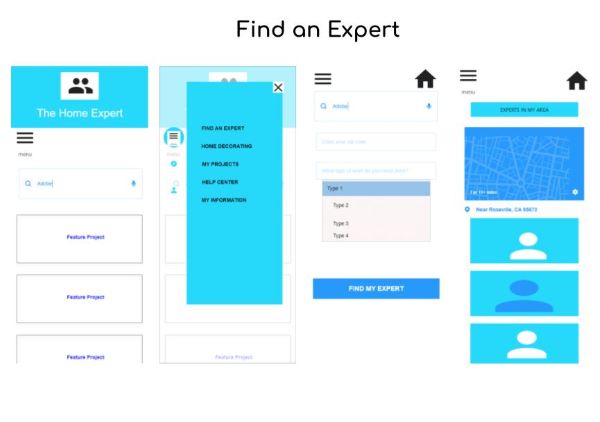 Find an Expert
The Home Expert
menu
Adobe
Feature Project
Feature Project
Feature Project
FIND AN EXPERT
HOME DECORATING
MY PROJECTS
HELP CENTER
MY INFORMATION
menu
Feature Project
Adobe
Enter your zip code
What type of work do you need done?
Type 1
Type 2
Type 3
Type 4
FIND MY EXPERT
menu
EXPERTS IN MY AREA
Near Roseville, CA 95672